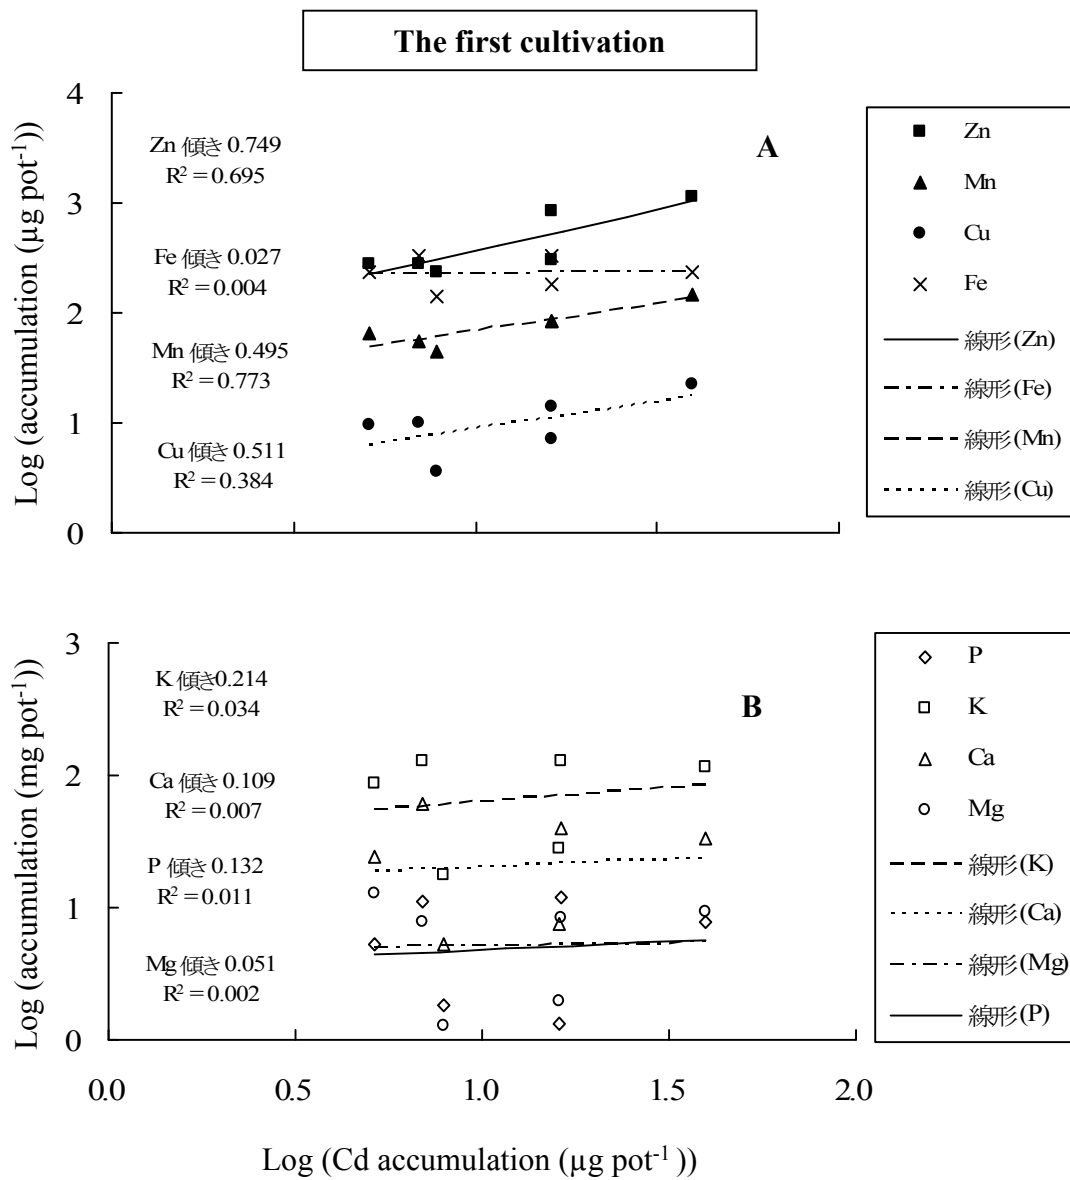 The first cultivation
Log (accumulation (µg pot⁻¹))
4
3
2
1
0
Zn 傾き 0.749
R² = 0.695
Fe 傾き 0.027
R² = 0.004
Mn 傾き 0.495
R² = 0.773
Cu 傾き 0.511
R² = 0.384
A
Zn
Mn
Cu
Fe
線形 (Zn)
線形 (Fe)
線形 (Mn)
線形 (Cu)
Log (accumulation (mg pot⁻¹))
3
2
1
0
K 傾き 0.214
R² = 0.034
Ca 傾き 0.109
R² = 0.007
P 傾き 0.132
R² = 0.011
Mg 傾き 0.051
R² = 0.002
B
P
K
Ca
Mg
線形 (K)
線形 (Ca)
線形 (Mg)
線形 (P)
0.0 0.5 1.0 1.5 2.0
Log (Cd accumulation (µg pot⁻¹ ))